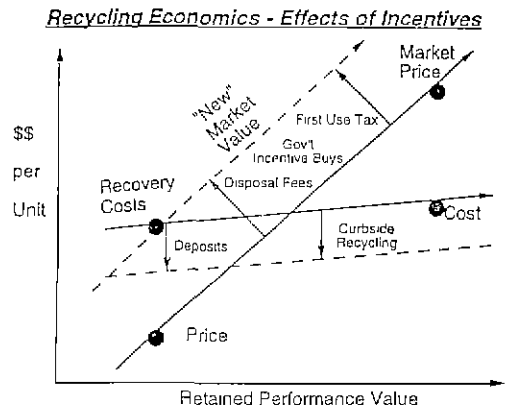 Recycling Economics - Effects of Incentives
Market
Price
"New"
Market
Value
First Use Tax
Gov't
Incentive Buys
Disposal Fees
$$
per
Unit
Recovery
Costs
Cost
Deposits
Curbside
Recycling
Price
Retained Performance Value